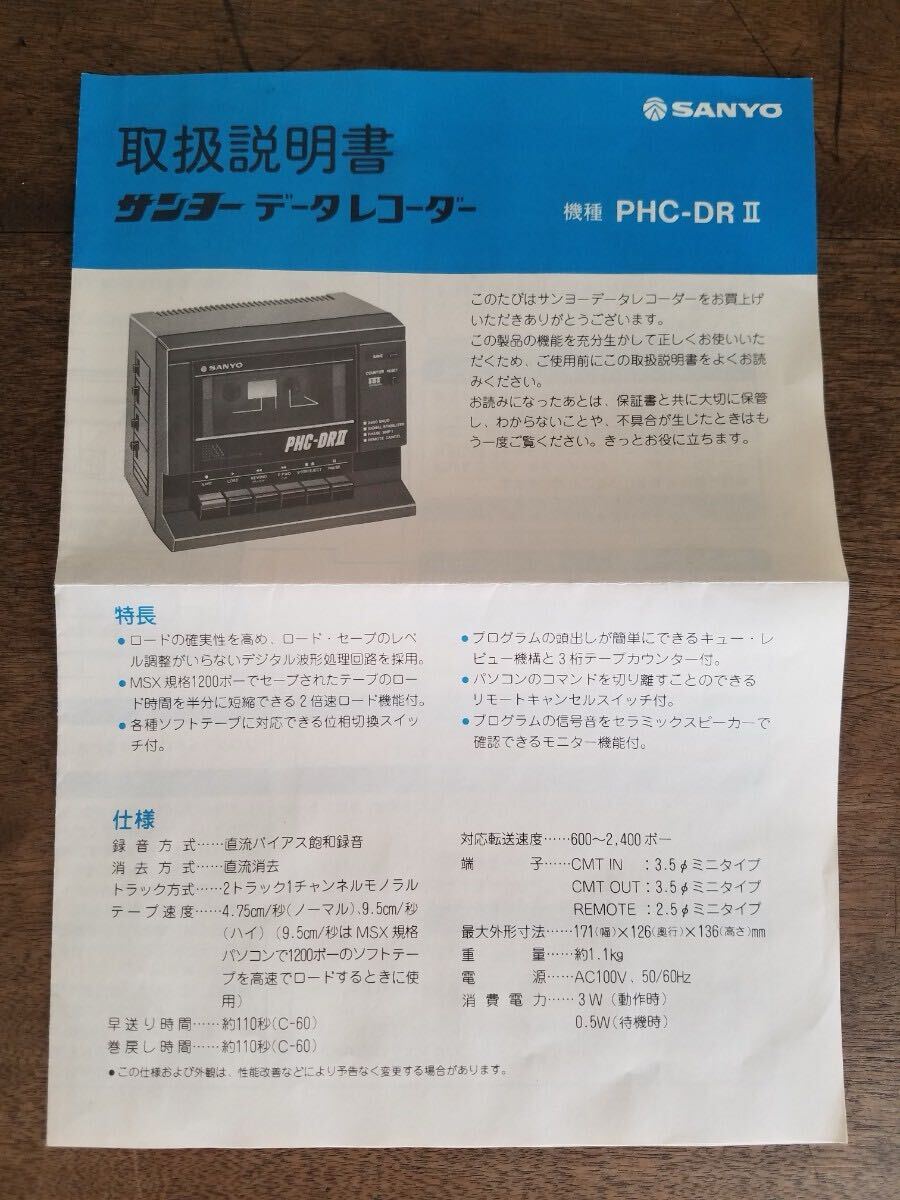 SANYO
取扱説明書
サンヨー データレコーダー
機種 PHC-DRⅡ
このたびはサンヨーデータレコーダーをお買上げ
いただきありがとうございます。
この製品の機能を充分生かして正しくお使いいた
だくため、ご使用前にこの取扱説明書をよくお読
みください。
お読みになったあとは、保証書と共に大切に保管
し、わからないことや、不具合が生じたときはも
う一度ご覧ください。きっとお役に立ちます。
SANYO
SAVE
COUNTER RESET
PHC-DRⅡ
2400 BAUD
SIGNAL STABILIZER
PHASE SHIFT
REMOTE CANCEL
SAVE
LOAD
REWIND
F.FWD
STOP/EJECT
PAUSE
特長
●ロードの確実性を高め、ロード・セーブのレベ
ル調整がいらないデジタル波形処理回路を採用。
●MSX規格1200ボーでセーブされたテープのロー
ド時間を半分に短縮できる2倍速ロード機能付。
●各種ソフトテープに対応できる位相切換スイッ
チ付。
●プログラムの頭出しが簡単にできるキュー・レ
ビュー機構と3桁テープカウンター付。
●パソコンのコマンドを切り離すことのできる
リモートキャンセルスイッチ付。
●プログラムの信号音をセラミックスピーカーで
確認できるモニター機能付。
仕様
録音方式……直流バイアス飽和録音
消去方式……直流消去
トラック方式……2トラック1チャンネルモノラル
テープ速度……4.75cm/秒(ノーマル)、9.5cm/秒
(ハイ) (9.5cm/秒はMSX規格
パソコンで1200ボーのソフトテー
プを高速でロードするときに使
用)
早送り時間……約110秒(C-60)
巻戻し時間……約110秒(C-60)
対応転送速度……600〜2,400ボー
端子……CMT IN :3.5φミニタイプ
CMT OUT:3.5φミニタイプ
REMOTE :2.5φミニタイプ
最大外形寸法……171(幅)×126(奥行)×136(高さ)mm
重量……約1.1kg
電源……AC100V、50/60Hz
消費電力……3W(動作時)
0.5W(待機時)
●この仕様および外観は、性能改善などにより予告なく変更する場合があります。